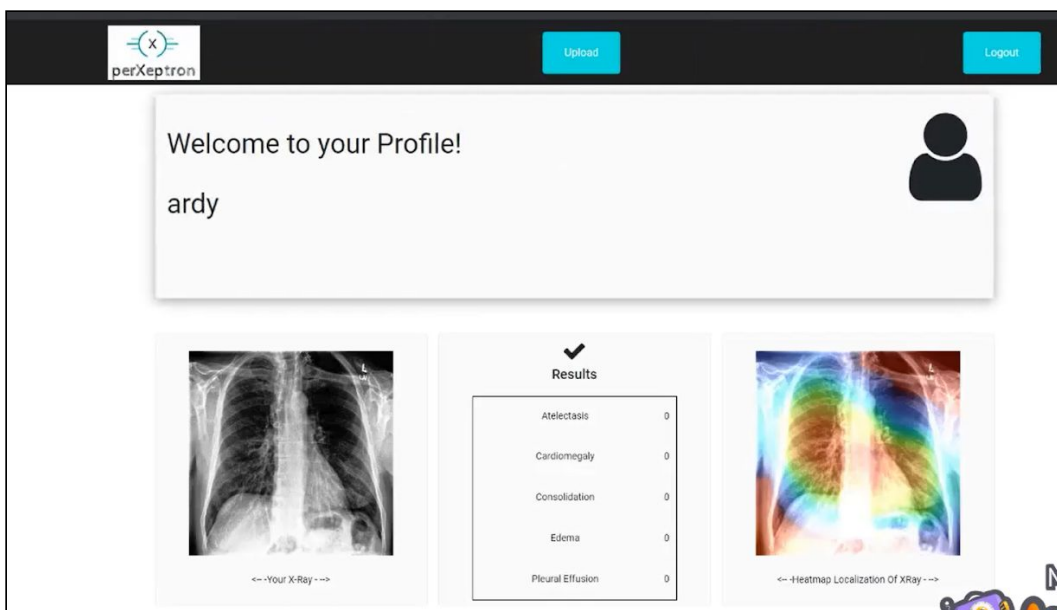 (X)
perXeptron
Upload
Logout
Welcome to your Profile!
ardy
L
Results
Atelectasis 0
Cardiomegaly 0
Consolidation 0
Edema 0
Pleural Effusion 0
<-- -Your X-Ray - -->
L
<-- -Heatmap Localization Of XRay - -->